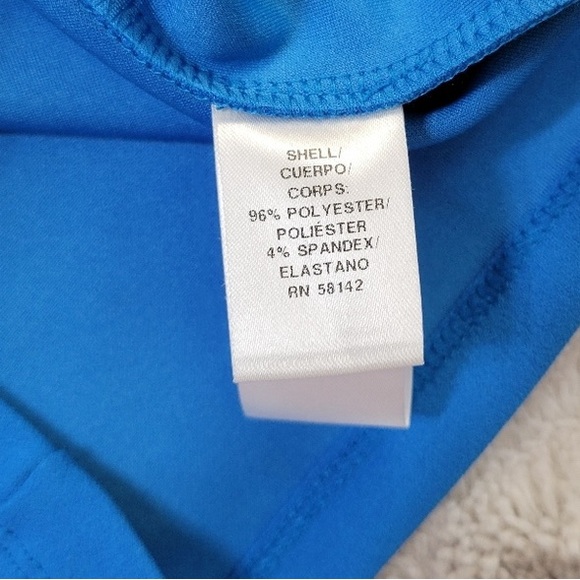 SHELL/
CUERPO/
CORPS:
96% POLYESTER/
POLIÉSTER
4% SPANDEX/
ELASTANO
RN 58142